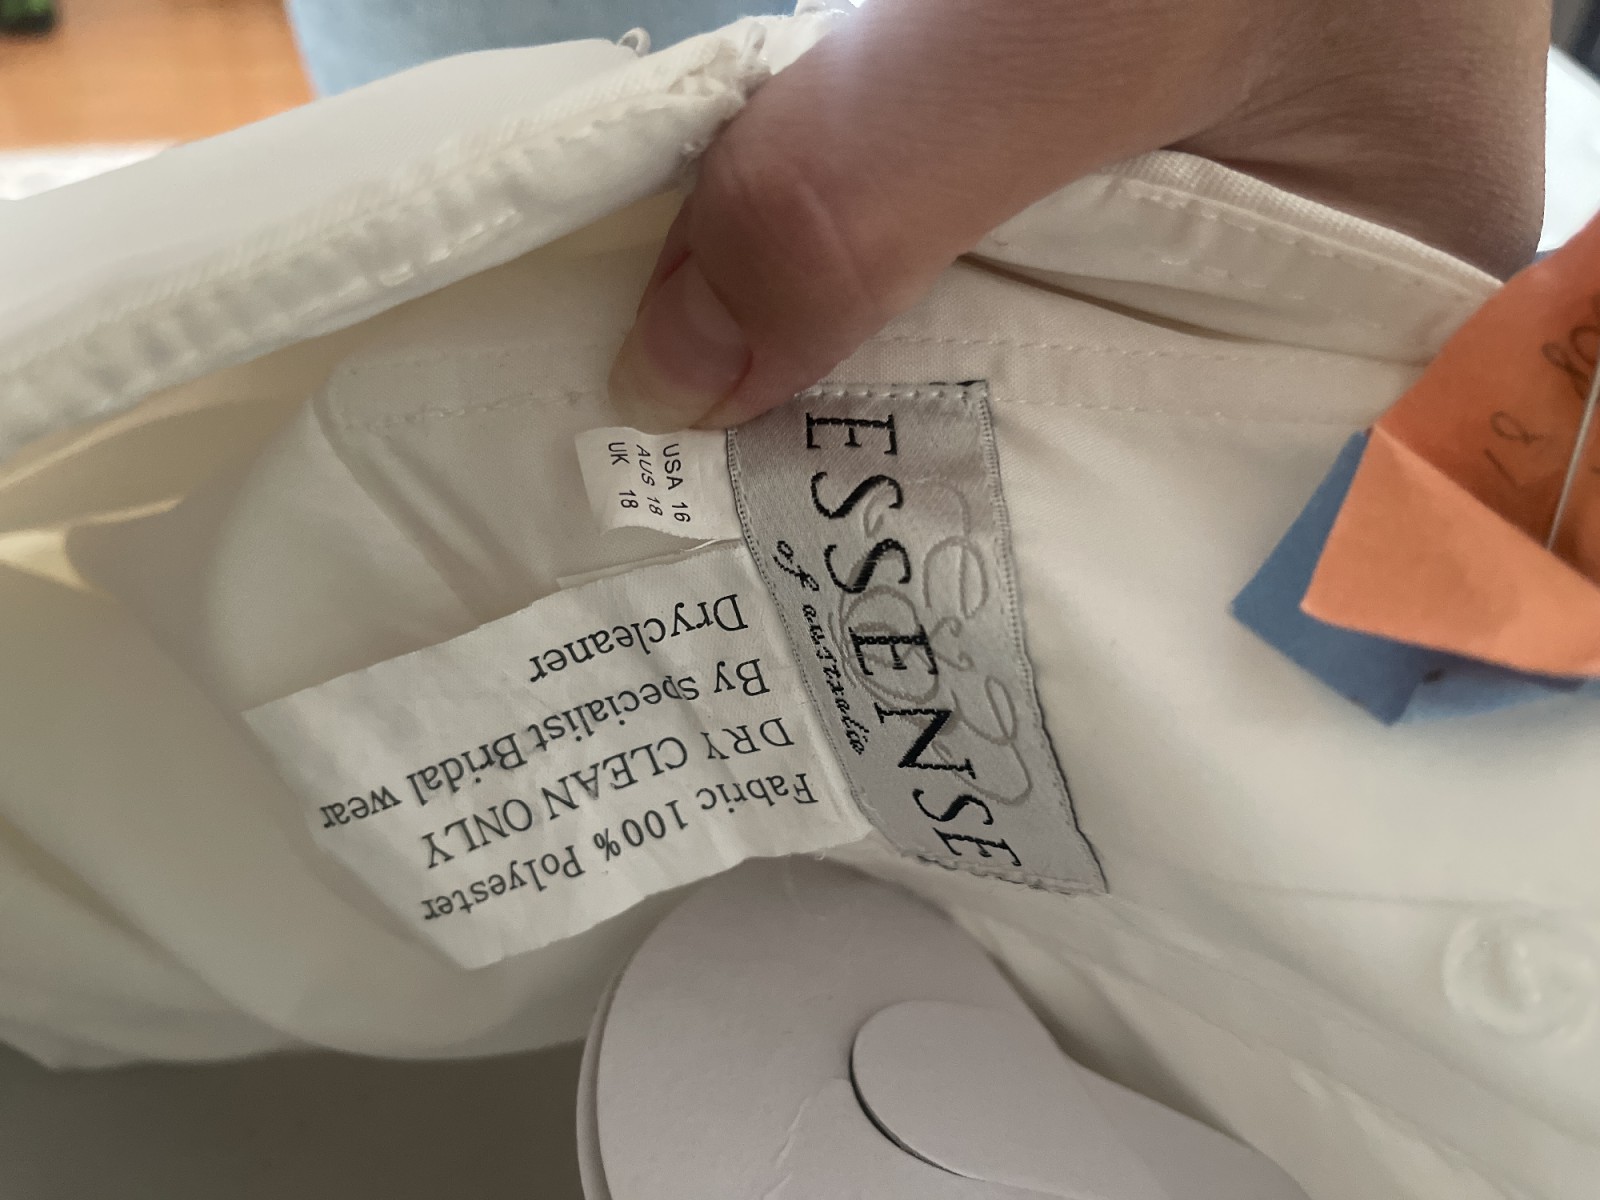 ESSENSE
of australia
USA 16
AUS 18
UK 18
Fabric 100% Polyester
DRY CLEAN ONLY
By Specialist Bridal wear
Drycleaner